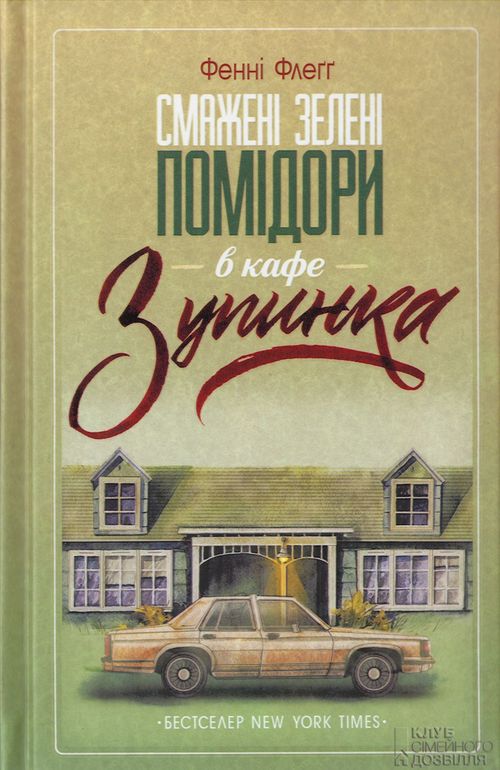 Фенні Флеґґ
СМАЖЕНІ ЗЕЛЕНІ
ПОМІДОРИ
в кафе
Зупинка
• БЕСТСЕЛЕР NEW YORK TIMES •
КЛУБ
СІМЕЙНОГО
ДОЗВІЛЛЯ